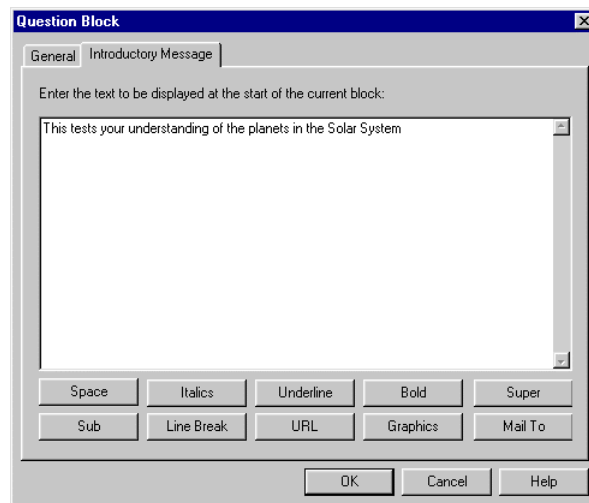 Question Block
General Introductory Message
Enter the text to be displayed at the start of the current block:
This tests your understanding of the planets in the Solar System
Space Italics Underline Bold Super
Sub Line Break URL Graphics Mail To
OK Cancel Help